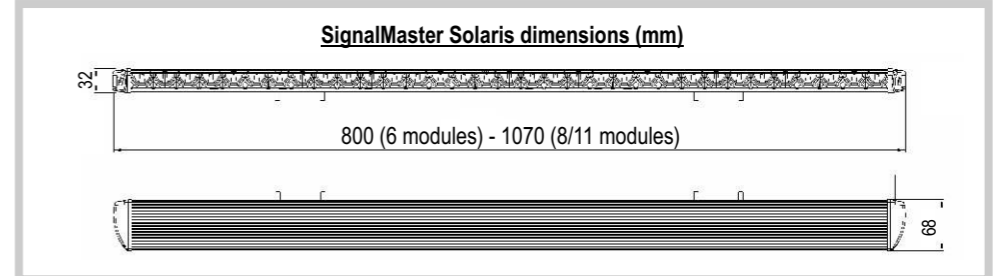 SignalMaster Solaris dimensions (mm)
32
800 (6 modules) - 1070 (8/11 modules)
68